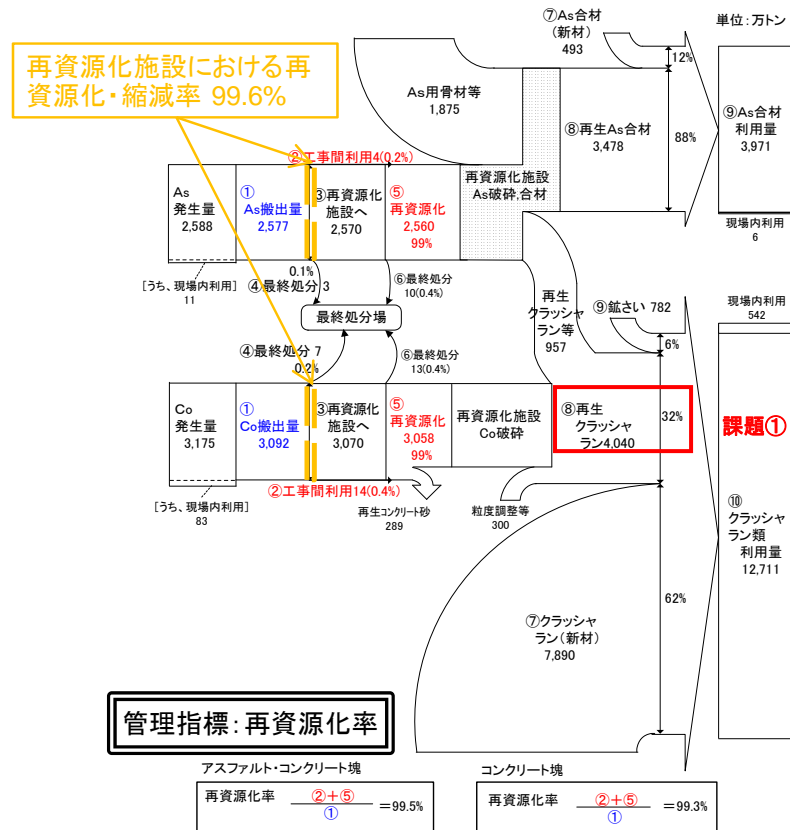 単位:万トン
⑦As合材
(新材)
493
12%
再資源化施設における再
資源化・縮減率 99.6%
As用骨材等
1,875
⑧再生As合材
3,478
88%
⑨As合材
利用量
3,971
②工事間利用4(0.2%)
再資源化施設
As破砕,合材
As
発生量
2,588
①
As搬出量
2,577
③再資源化
施設へ
2,570
⑤
再資源化
2,560
99%
現場内利用
6
[うち、現場内利用]
11
0.1%
④最終処分 3
⑥最終処分
10(0.4%)
最終処分場
再生
クラッシャ
ラン等
957
⑨鉱さい 782
6%
現場内利用
542
④最終処分 7
0.2%
⑥最終処分
13(0.4%)
Co
発生量
3,175
①
Co搬出量
3,092
③再資源化
施設へ
3,070
⑤
再資源化
3,058
99%
再資源化施設
Co破砕
⑧再生
クラッシャ
ラン4,040
32%
課題①
②工事間利用14(0.4%)
[うち、現場内利用]
83
再生コンクリート砂
289
粒度調整等
300
⑩
クラッシャ
ラン類
利用量
12,711
62%
⑦クラッシャ
ラン(新材)
7,890
管理指標:再資源化率
アスファルト・コンクリート塊
再資源化率 ②+⑤ =99.5%
①
コンクリート塊
再資源化率 ②+⑤ =99.3%
①